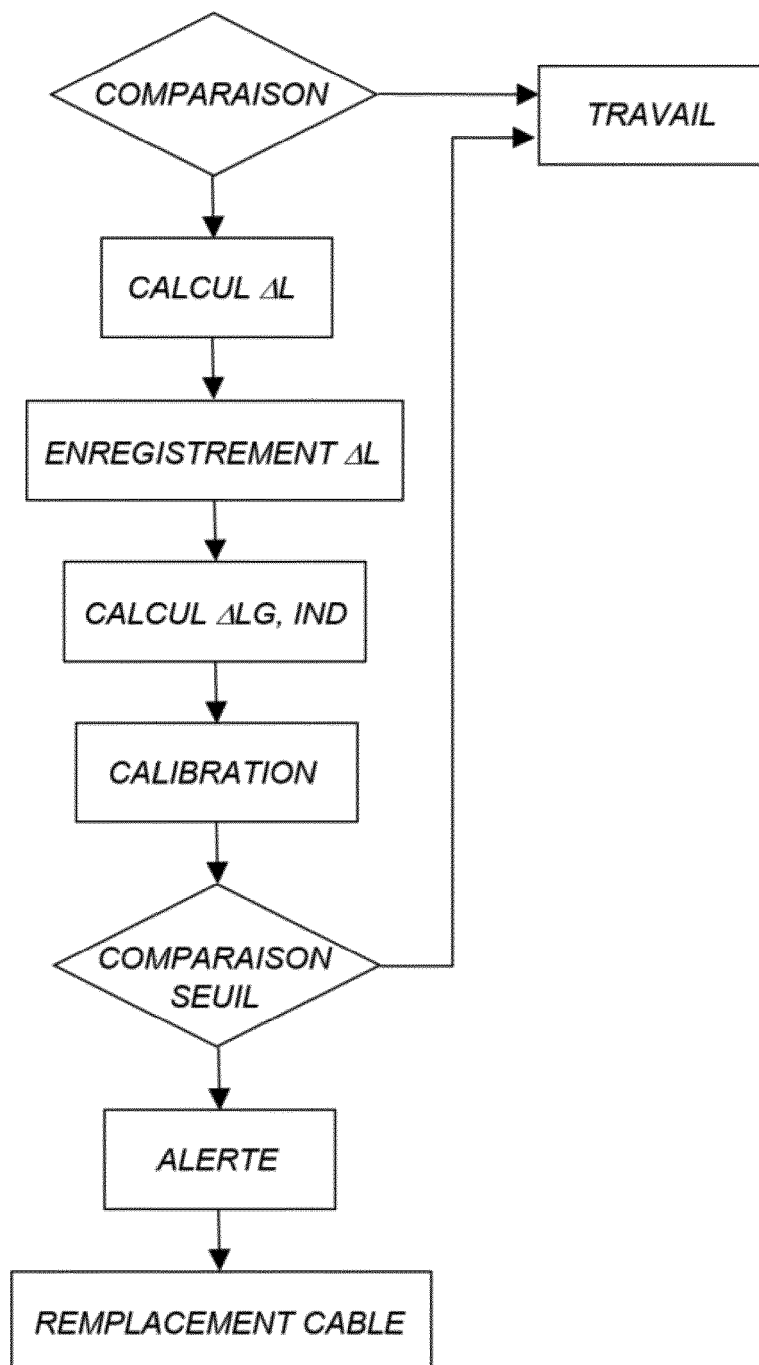 COMPARAISON
TRAVAIL
CALCUL ΔL
ENREGISTREMENT ΔL
CALCUL ΔLG, IND
CALIBRATION
COMPARAISON
SEUIL
ALERTE
REMPLACEMENT CABLE